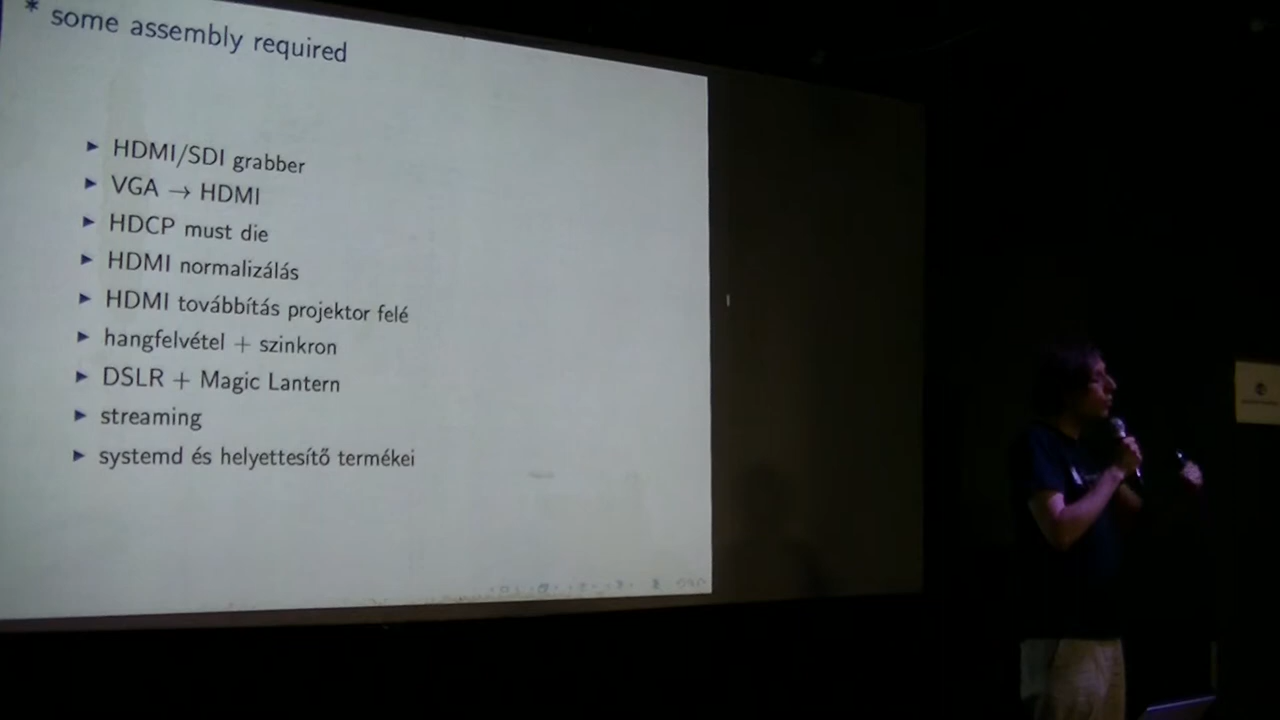 * some assembly required
▶ HDMI/SDI grabber
▶ VGA → HDMI
▶ HDCP must die
▶ HDMI normalizálás
▶ HDMI továbbítás projektor felé
▶ hangfelvétel + szinkron
▶ DSLR + Magic Lantern
▶ streaming
▶ systemd és helyettesítő termékei